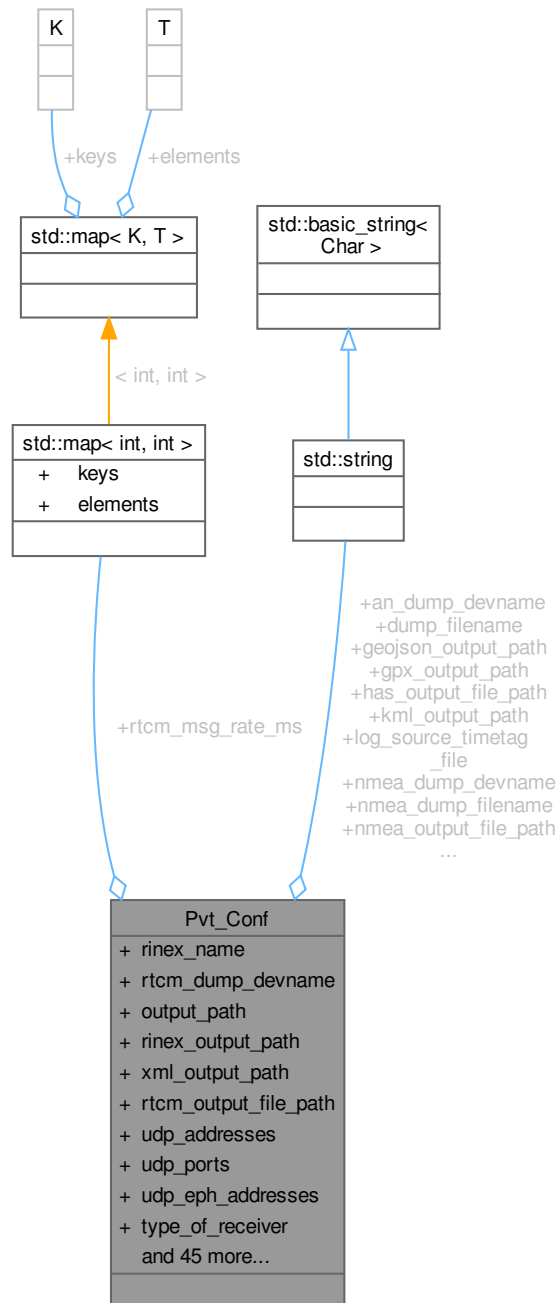 K
T
+keys
+elements
std::map< K, T >
std::basic_string<
Char >
< int, int >
std::map< int, int >
+ keys
+ elements
std::string
+rtcm_msg_rate_ms
+an_dump_devname
+dump_filename
+geojson_output_path
+gpx_output_path
+has_output_file_path
+kml_output_path
+log_source_timetag
_file
+nmea_dump_devname
+nmea_dump_filename
+nmea_output_file_path
...
Pvt_Conf
+ rinex_name
+ rtcm_dump_devname
+ output_path
+ rinex_output_path
+ xml_output_path
+ rtcm_output_file_path
+ udp_addresses
+ udp_ports
+ udp_eph_addresses
+ type_of_receiver
and 45 more...